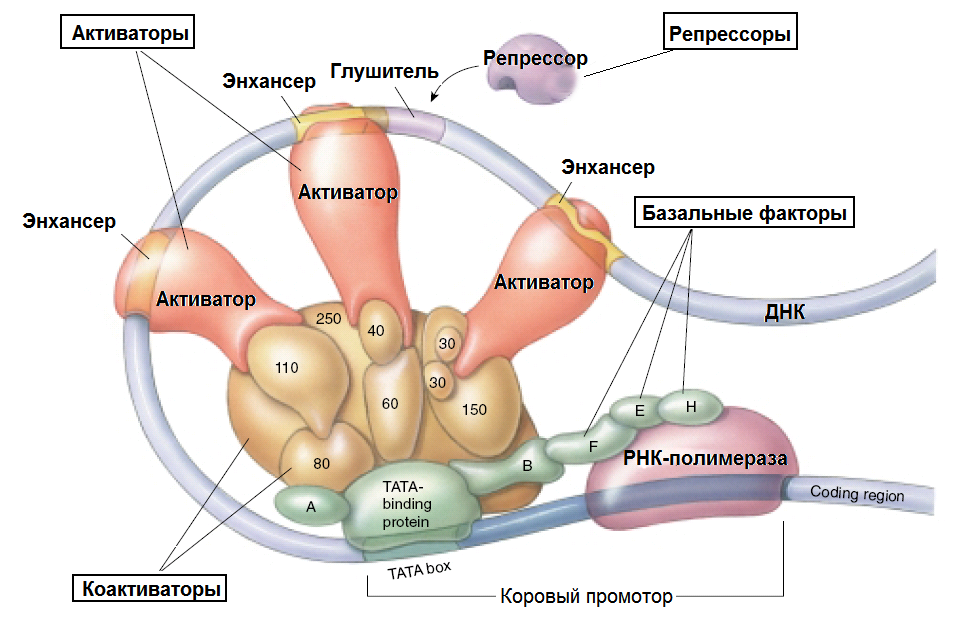 Активаторы
Репрессоры
Репрессор
Глушитель
Энхансер
Энхансер
Активатор
Базальные факторы
Энхансер
Активатор
Активатор
ДНК
250
40
30
110
30
60
150
E
H
F
B
80
РНК-полимераза
A
TATA-
binding
protein
Coding region
TATA box
Коактиваторы
Коровый промотор